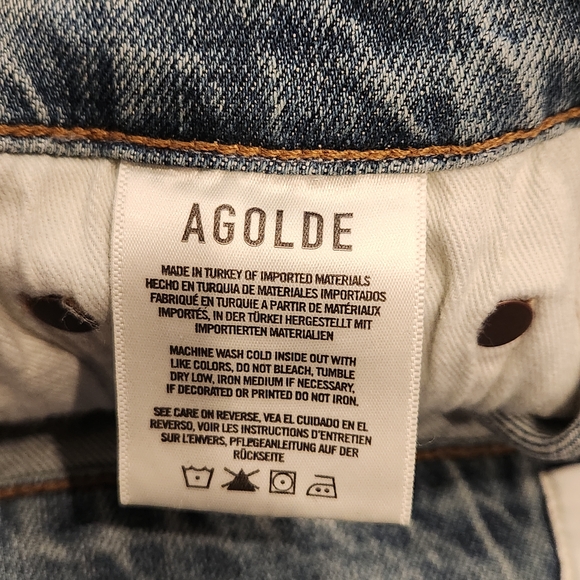 AGOLDE
MADE IN TURKEY OF IMPORTED MATERIALS
HECHO EN TURQUIA DE MATERIALES IMPORTADOS
FABRIQUÉ EN TURQUIE A PARTIR DE MATÉRIAUX
IMPORTÉS, IN DER TÜRKEI HERGESTELLT MIT
IMPORTIERTEN MATERIALIEN
MACHINE WASH COLD INSIDE OUT WITH
LIKE COLORS, DO NOT BLEACH, TUMBLE
DRY LOW, IRON MEDIUM IF NECESSARY,
IF DECORATED OR PRINTED DO NOT IRON.
SEE CARE ON REVERSE, VEA EL CUIDADO EN EL
REVERSO, VOIR LES INSTRUCTIONS D'ENTRETIEN
SUR L'ENVERS, PFLEGEANLEITUNG AUF DER
RÜCKSEITE